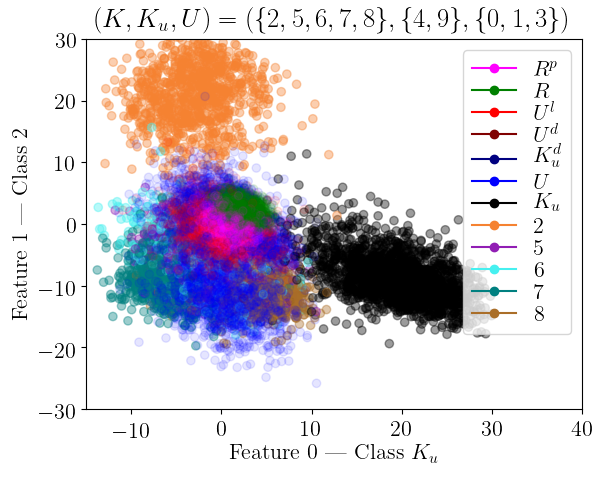 (K, K_u, U) = ({2, 5, 6, 7, 8}, {4, 9}, {0, 1, 3})
30
20
10
0
−10
−20
−30
Feature 1 — Class 2
R^p
R
U^l
U^d
K_u^d
U
K_u
2
5
6
7
8
−10
0
10
20
30
40
Feature 0 — Class K_u